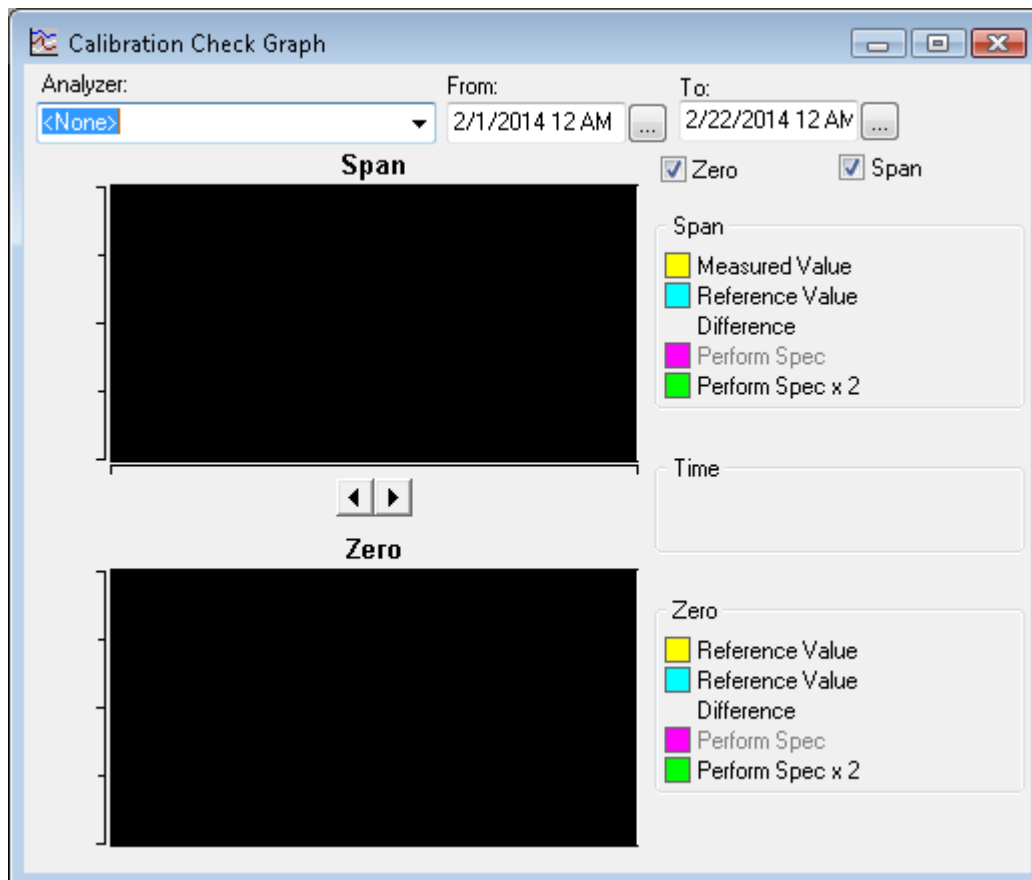 Calibration Check Graph
Analyzer:
From:
To:
<None>
2/1/2014 12 AM
...
2/22/2014 12 AM
...
Span
Zero
Span
Span
Measured Value
Reference Value
Difference
Perform Spec
Perform Spec x 2
Time
Zero
Zero
Reference Value
Reference Value
Difference
Perform Spec
Perform Spec x 2